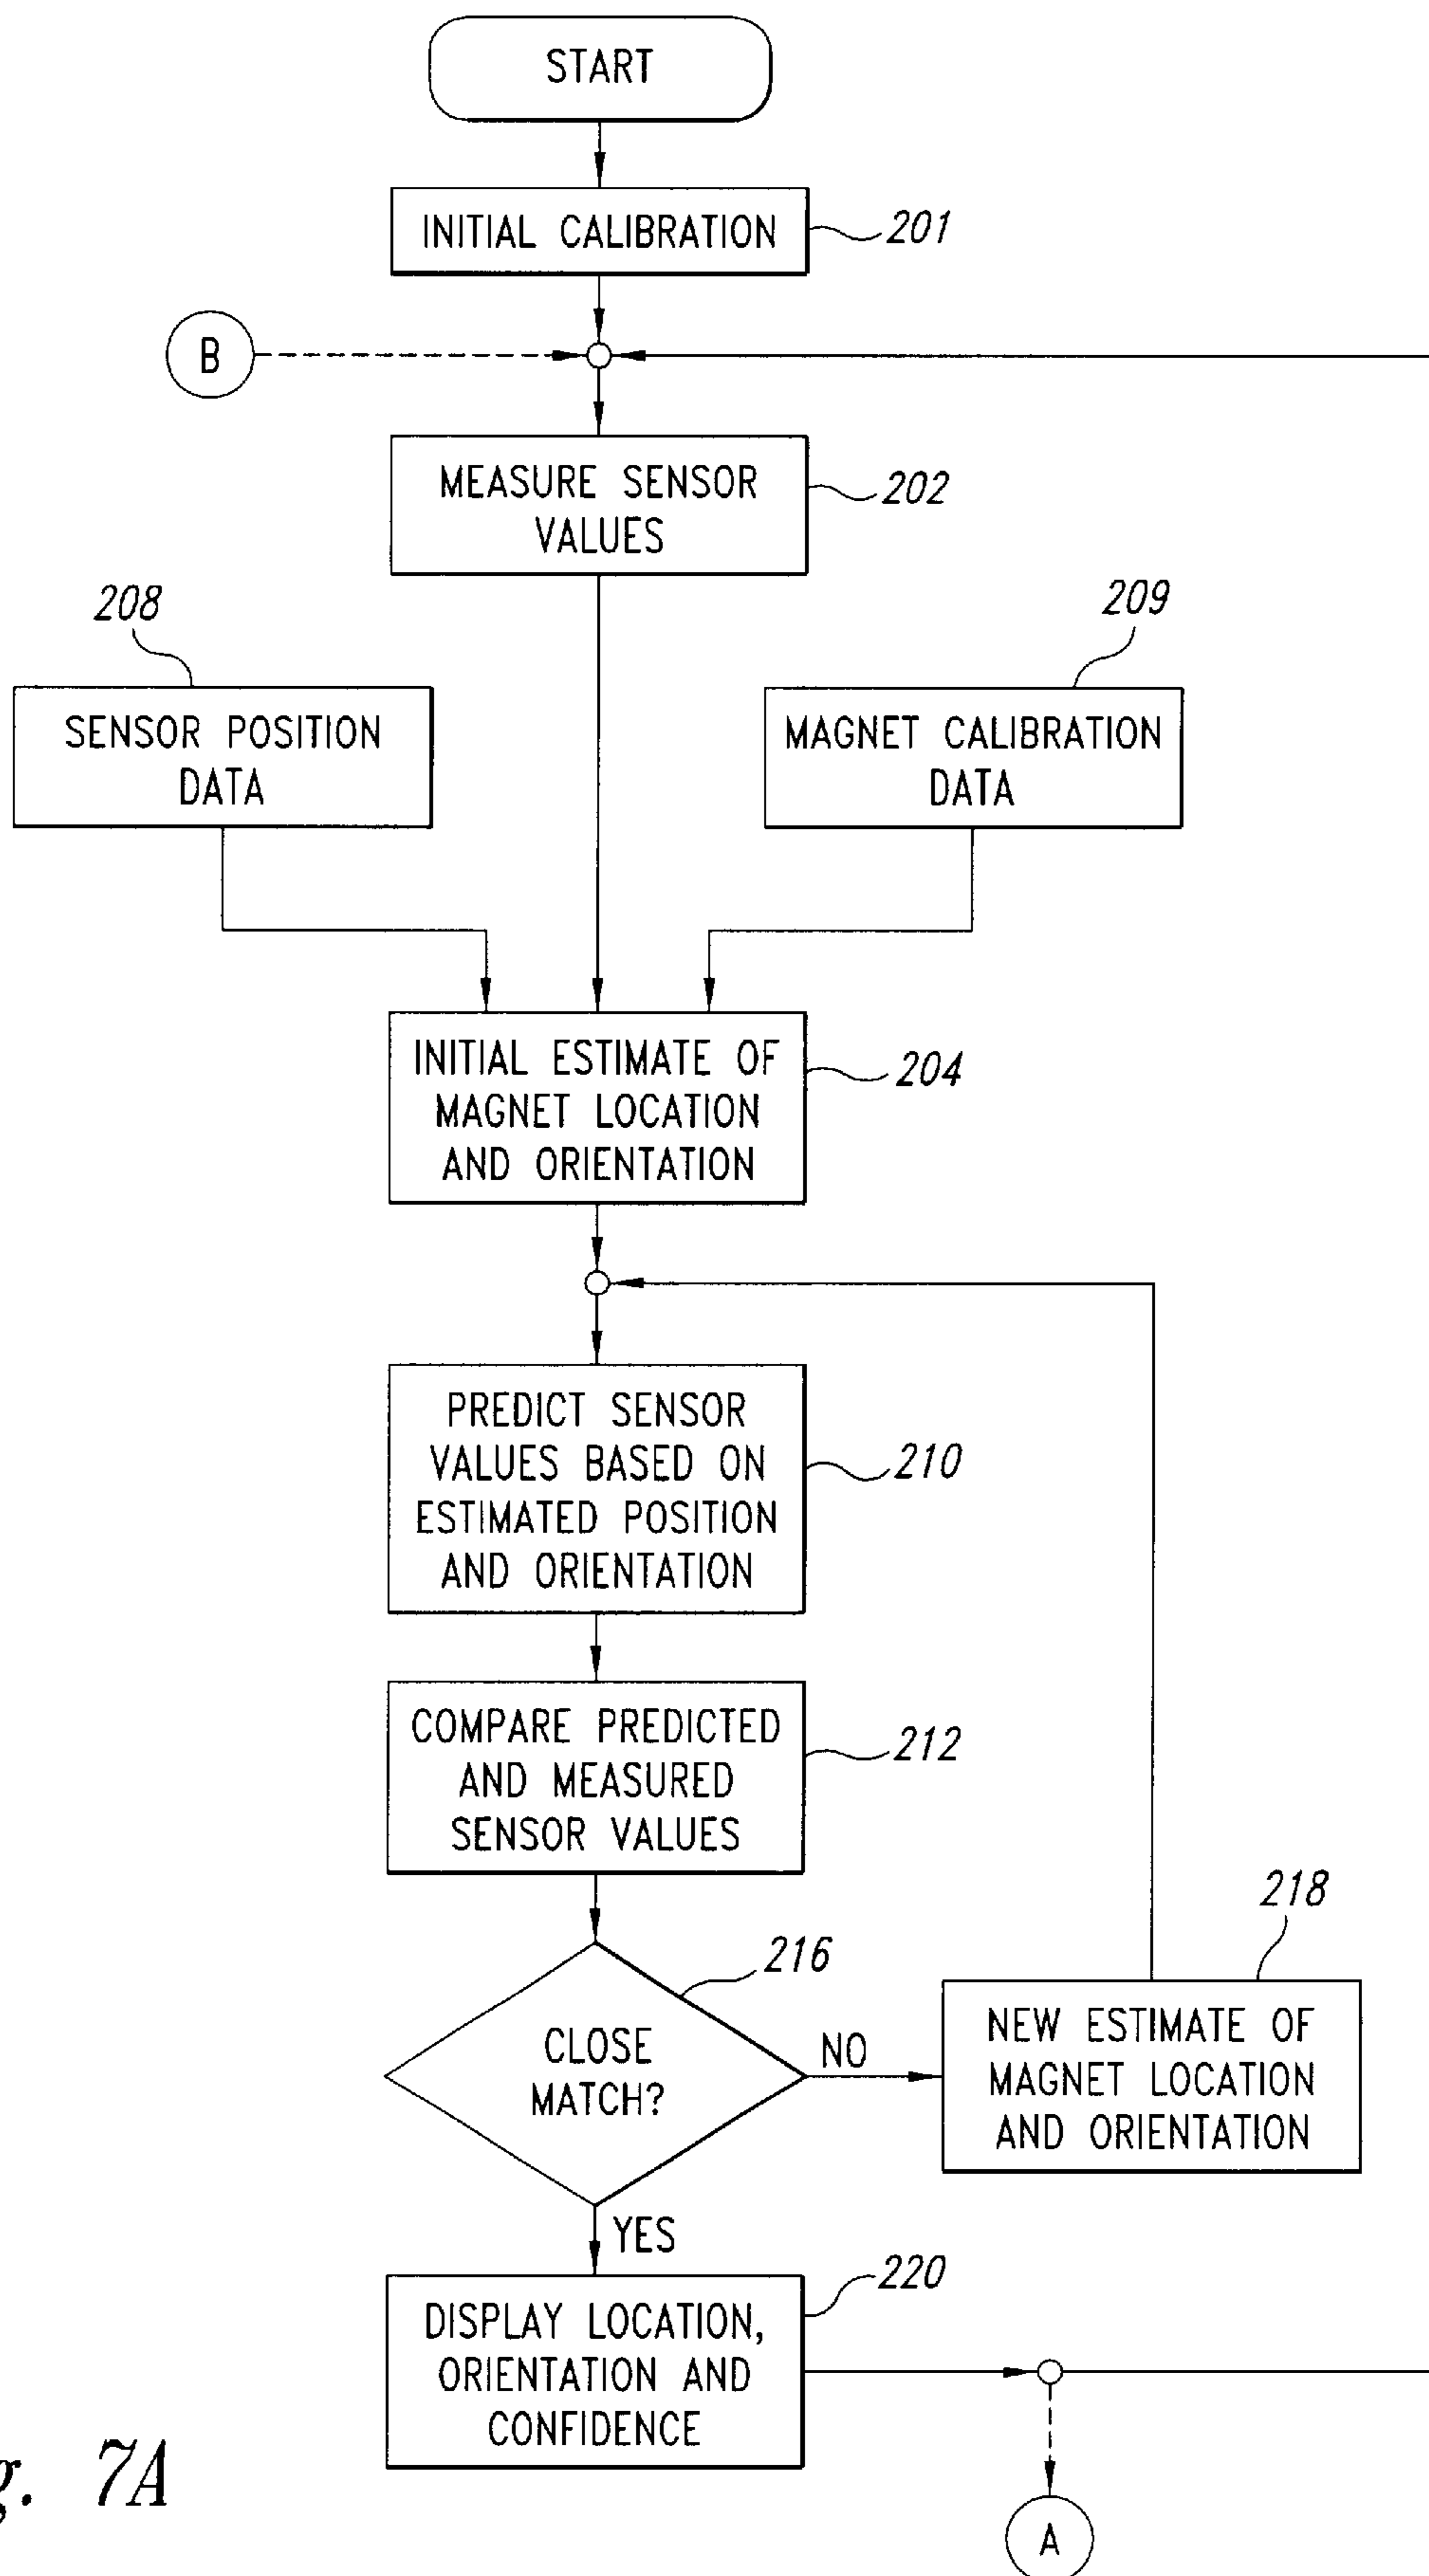 START
INITIAL CALIBRATION
201
B
MEASURE SENSOR
VALUES
202
208
209
SENSOR POSITION
DATA
MAGNET CALIBRATION
DATA
INITIAL ESTIMATE OF
MAGNET LOCATION
AND ORIENTATION
204
PREDICT SENSOR
VALUES BASED ON
ESTIMATED POSITION
AND ORIENTATION
210
COMPARE PREDICTED
AND MEASURED
SENSOR VALUES
212
216
218
CLOSE
MATCH?
NO
NEW ESTIMATE OF
MAGNET LOCATION
AND ORIENTATION
YES
220
DISPLAY LOCATION,
ORIENTATION AND
CONFIDENCE
g. 7A
A